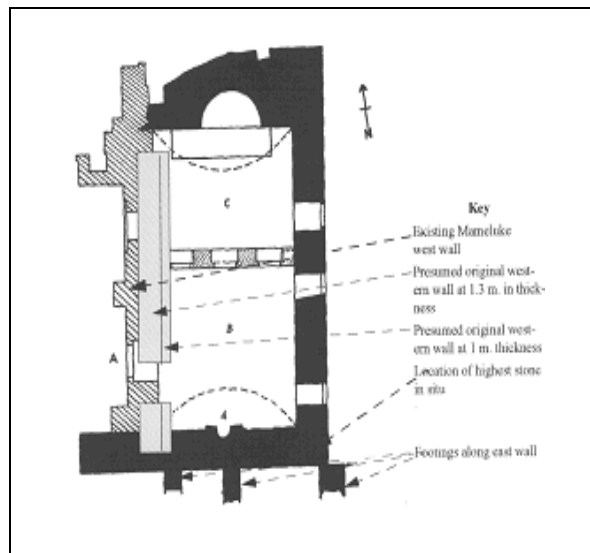 N
Key
Existing Mameluke
west wall
Presumed original west-
ern wall at 1.3 m. in thick-
ness
Presumed original west-
ern wall at 1 m. thickness
Location of highest stone
in situ
Footings along east wall
C
B
A
4